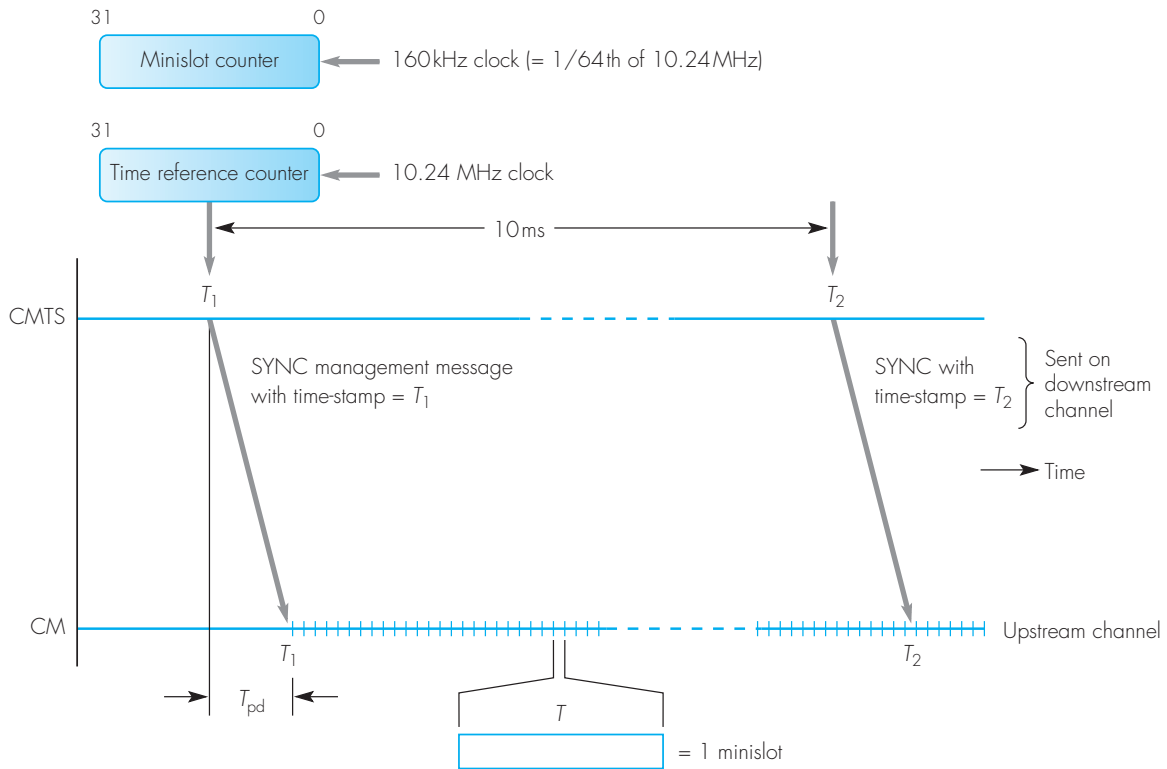 31 0
Minislot counter
160kHz clock (= 1/64th of 10.24MHz)
31 0
Time reference counter
10.24 MHz clock
10ms
T1 T2
CMTS
SYNC management message
with time-stamp = T1
SYNC with
time-stamp = T2
Sent on
downstream
channel
Time
CM
Upstream channel
T1 T2
Tpd
T
= 1 minislot